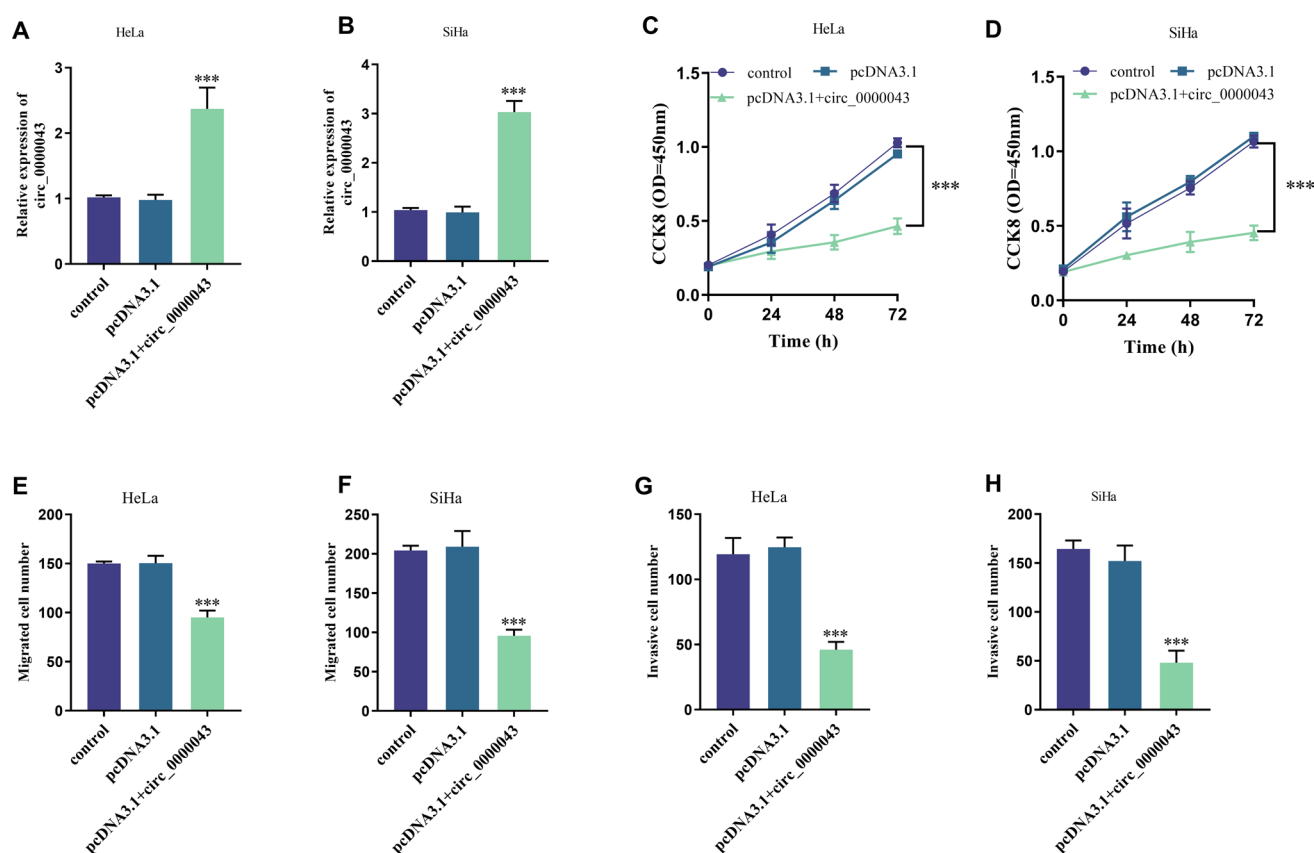 A
HeLa
Relative expression of
circ_0000043
3
2
1
0
***
control
pcDNA3.1
pcDNA3.1+circ_0000043
B
SiHa
Relative expression of
circ_0000043
4
3
2
1
0
***
control
pcDNA3.1
pcDNA3.1+circ_0000043
C
HeLa
control
pcDNA3.1
pcDNA3.1+circ_0000043
CCK8 (OD=450nm)
1.5
1.0
0.5
0.0
***
0
24
48
72
Time (h)
D
SiHa
control
pcDNA3.1
pcDNA3.1+circ_0000043
CCK8 (OD=450nm)
1.5
1.0
0.5
0.0
***
0
24
48
72
Time (h)
E
HeLa
Migrated cell number
200
150
100
50
0
***
control
pcDNA3.1
pcDNA3.1+circ_0000043
F
SiHa
Migrated cell number
250
200
150
100
50
0
***
control
pcDNA3.1
pcDNA3.1+circ_0000043
G
HeLa
Invasive cell number
150
100
50
0
***
control
pcDNA3.1
pcDNA3.1+circ_0000043
H
SiHa
Invasive cell number
200
150
100
50
0
***
control
pcDNA3.1
pcDNA3.1+circ_0000043